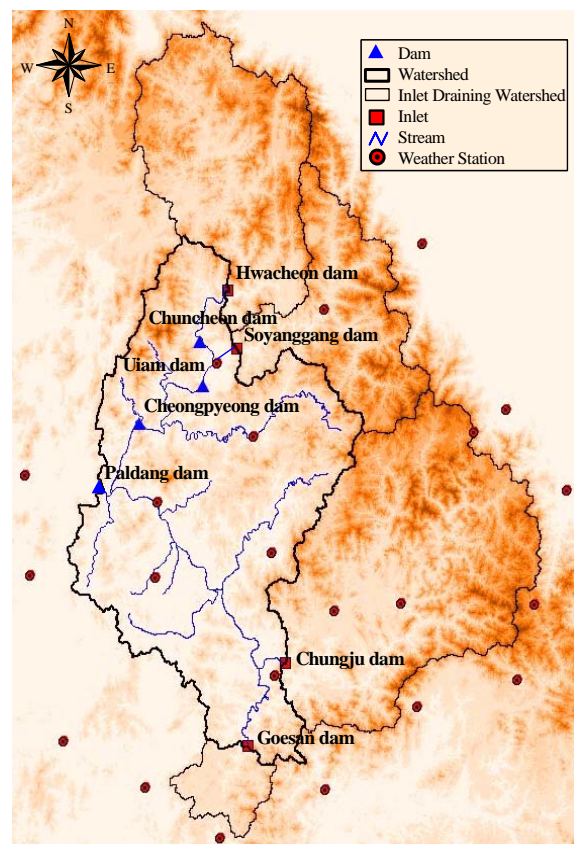 N
W E
S
Dam
Watershed
Inlet Draining Watershed
Inlet
Stream
Weather Station
Hwacheon dam
Chuncheon dam
Soyanggang dam
Uiam dam
Cheongpyeong dam
Paldang dam
Chungju dam
Goesan dam